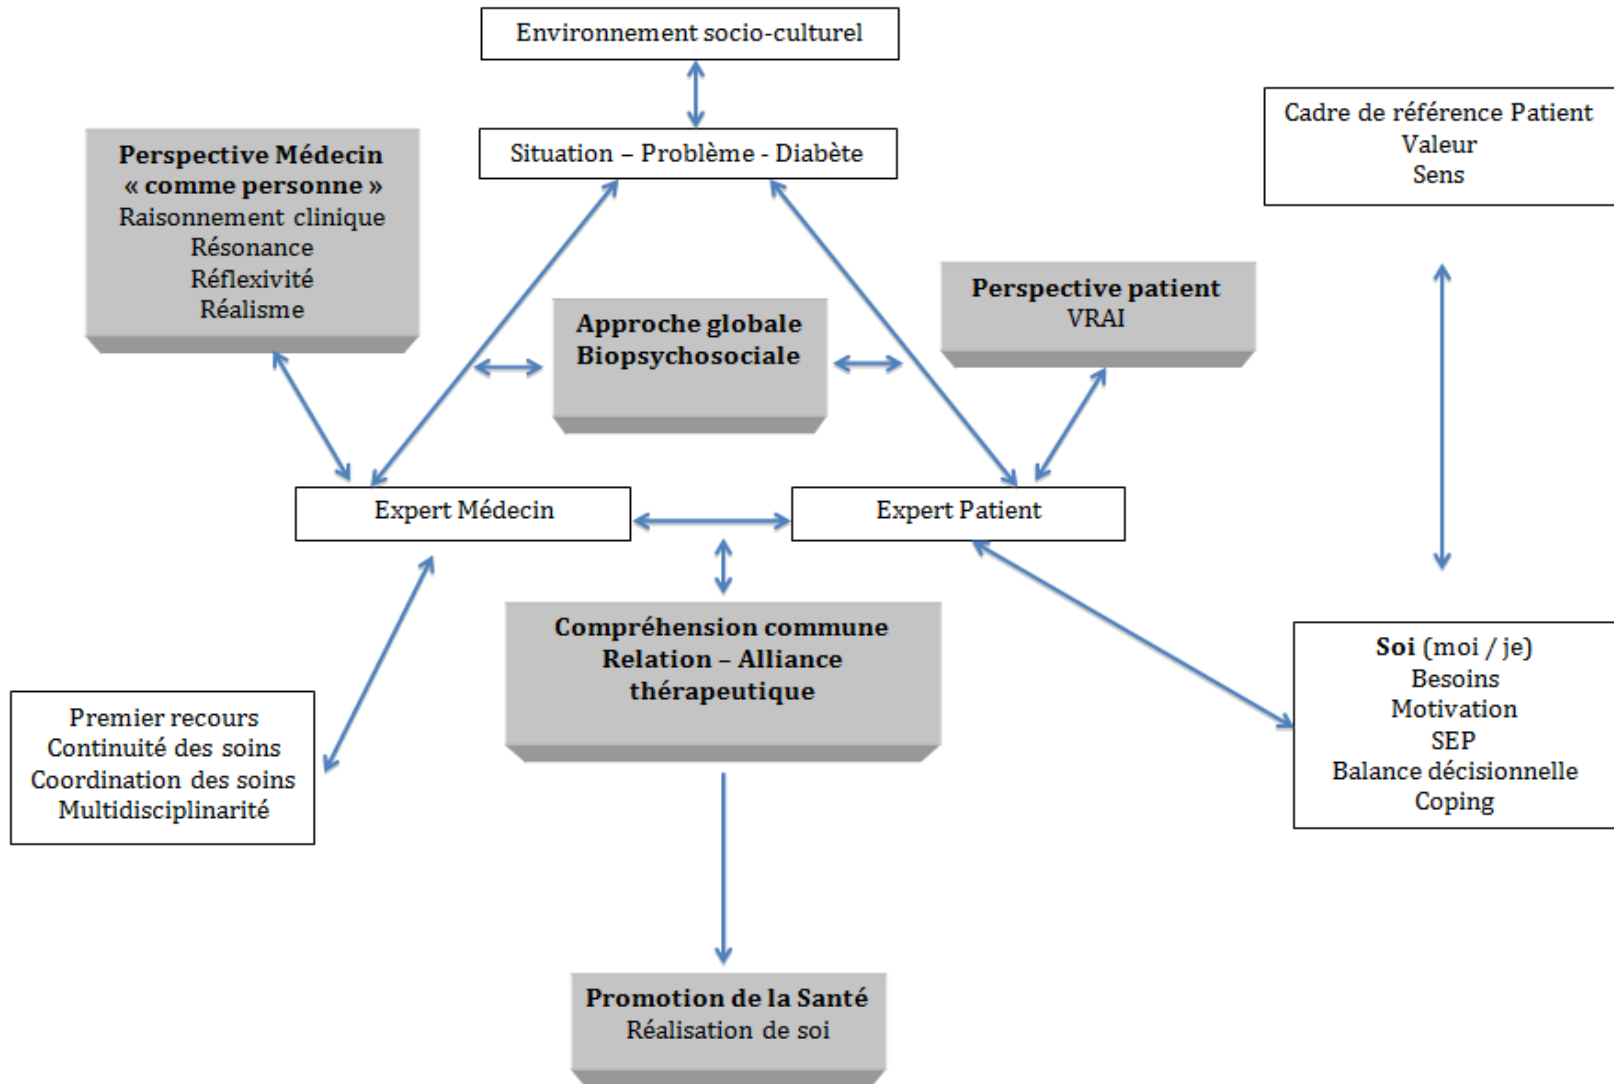 Environnement socio-culturel
Situation – Problème - Diabète
Cadre de référence Patient
Valeur
Sens
Perspective Médecin
« comme personne »
Raisonnement clinique
Résonance
Réflexivité
Réalisme
Approche globale
Biopsychosociale
Perspective patient
VRAI
Expert Médecin
Expert Patient
Compréhension commune
Relation – Alliance
thérapeutique
Premier recours
Continuité des soins
Coordination des soins
Multidisciplinarité
Soi (moi / je)
Besoins
Motivation
SEP
Balance décisionnelle
Coping
Promotion de la Santé
Réalisation de soi